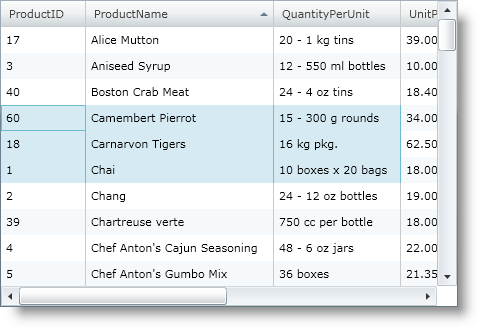 ProductID ProductName QuantityPerUnit UnitP
17 Alice Mutton 20 - 1 kg tins 39.00
3 Aniseed Syrup 12 - 550 ml bottles 10.00
40 Boston Crab Meat 24 - 4 oz tins 18.40
60 Camembert Pierrot 15 - 300 g rounds 34.00
18 Carnarvon Tigers 16 kg pkg. 62.50
1 Chai 10 boxes x 20 bags 18.00
2 Chang 24 - 12 oz bottles 19.00
39 Chartreuse verte 750 cc per bottle 18.00
4 Chef Anton's Cajun Seasoning 48 - 6 oz jars 22.00
5 Chef Anton's Gumbo Mix 36 boxes 21.35